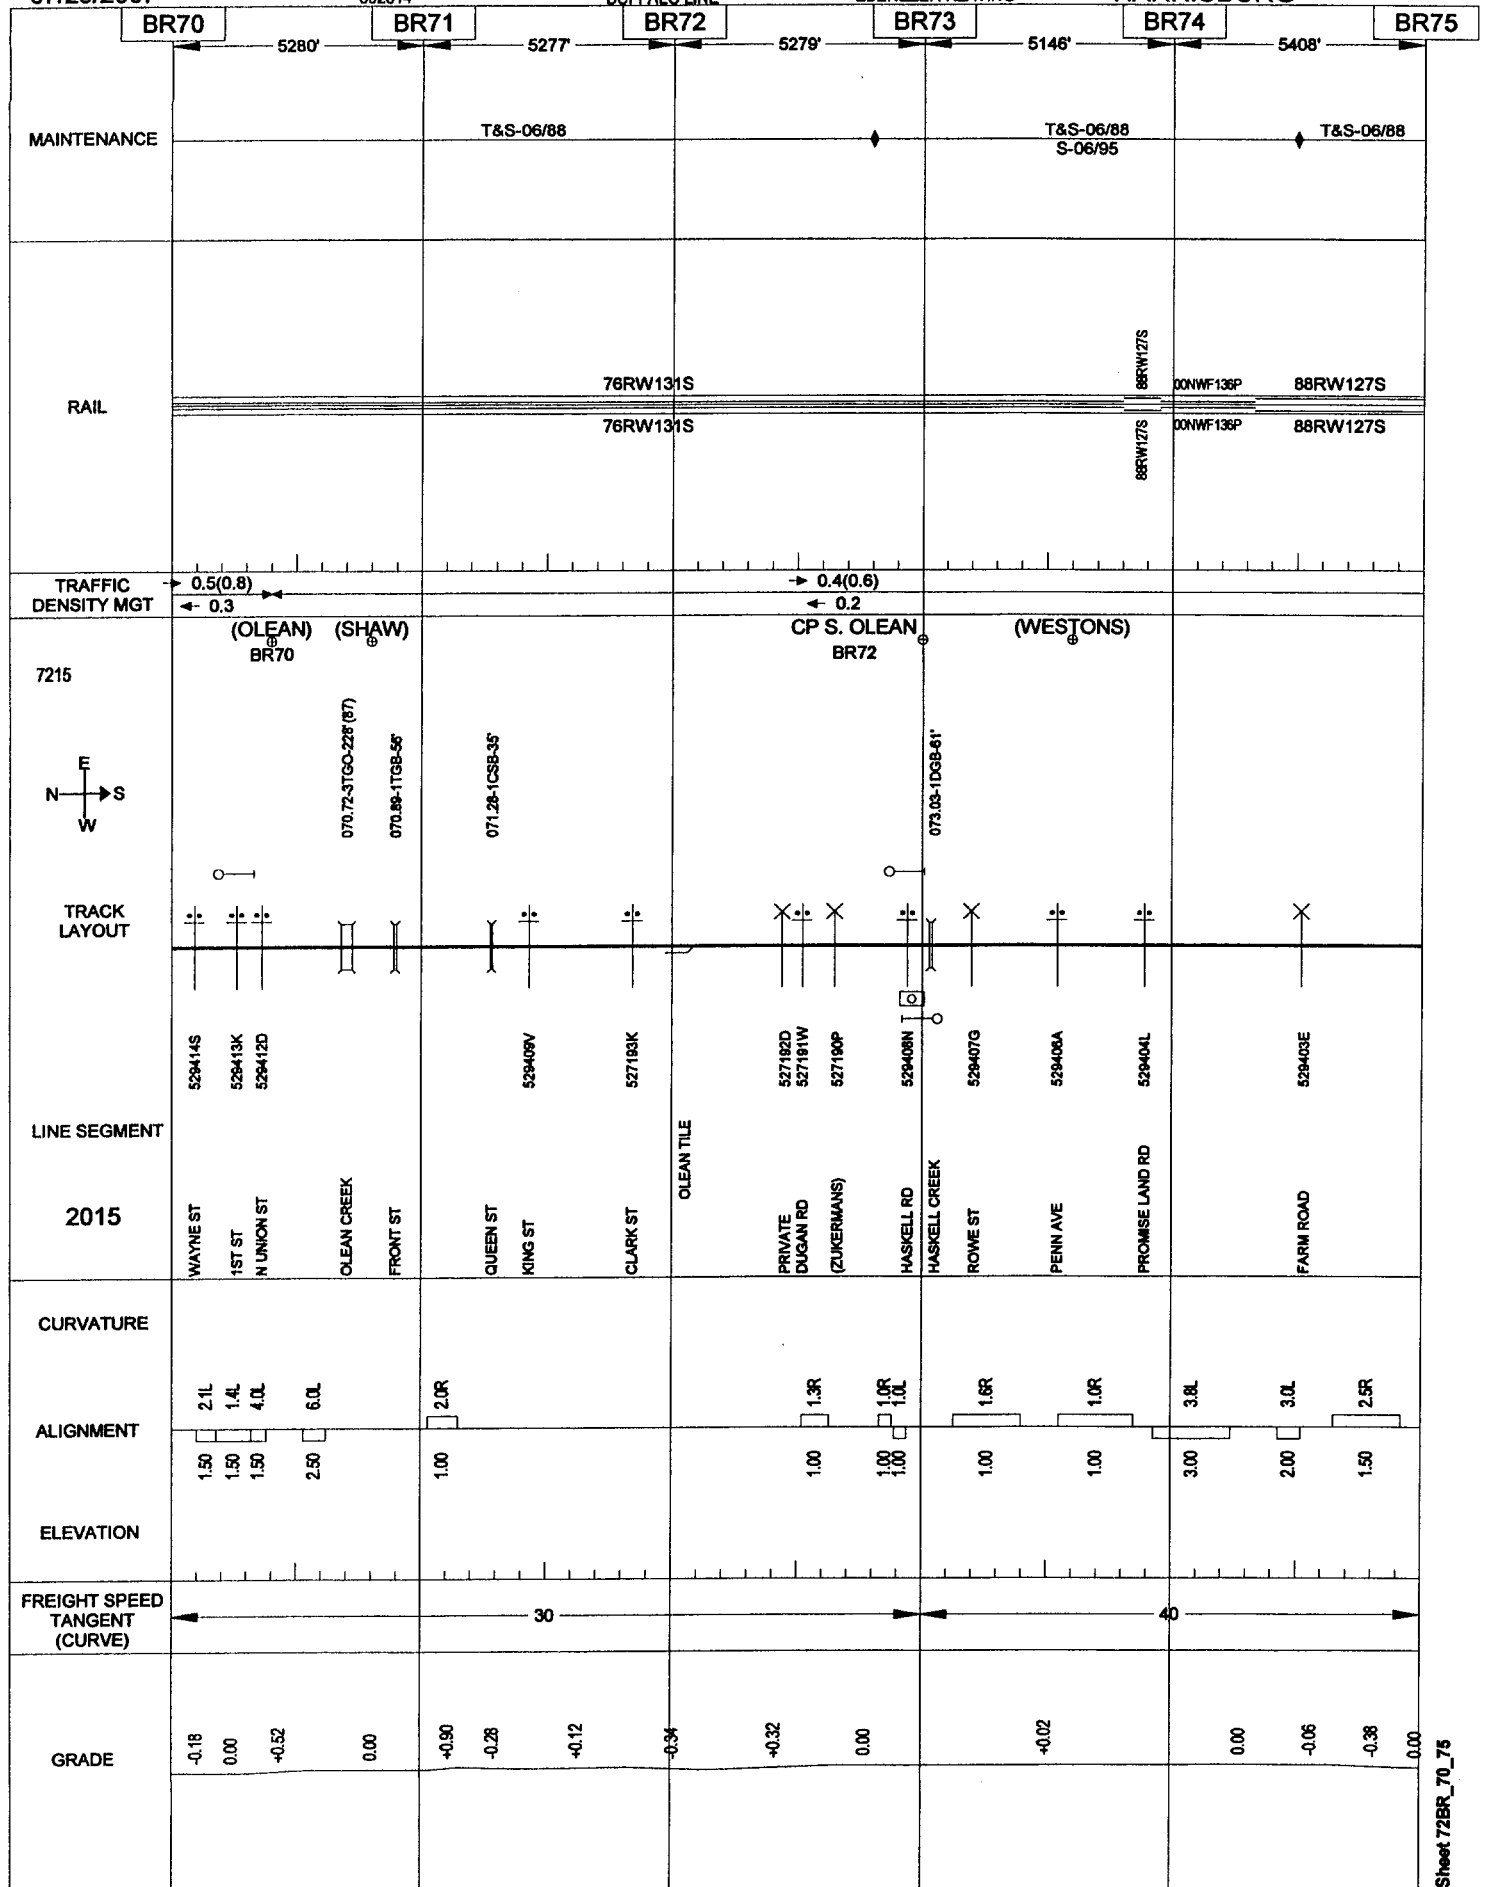 BR70 BR71 BR72 BR73 BR74 BR75
5280' 5277' 5279' 5146' 5408'
MAINTENANCE
T&S-06/88 T&S-06/88 T&S-06/88
S-06/95
RAIL
76RW131S 88RW127S 00NWF136P 88RW127S
76RW131S 88RW127S 00NWF136P 88RW127S
TRAFFIC
DENSITY MGT
0.5(0.8) 0.4(0.6)
0.3 0.2
(OLEAN) (SHAW) CP S. OLEAN (WESTONS)
BR70 BR72
7215
E
N S
W
070.72-3TGO-228'(87)
070.89-1TGB-56'
071.28-1CSB-35'
073.03-1DGB-61'
TRACK
LAYOUT
529414S
529413K
529412D
529409V
527193K
527192D
527191W
527190P
529408N
529407G
529406A
529404L
529403E
LINE SEGMENT
2015
WAYNE ST
1ST ST
N UNION ST
OLEAN CREEK
FRONT ST
QUEEN ST
KING ST
CLARK ST
OLEAN TILE
PRIVATE
DUGAN RD
(ZUKERMANS)
HASKELL RD
HASKELL CREEK
ROWE ST
PENN AVE
PROMISE LAND RD
FARM ROAD
CURVATURE
2.1L 1.4L 4.0L 6.0L 2.0R 1.3R 1.0R 1.0L 1.6R 1.0R 3.8L 3.0L 2.5R
ALIGNMENT
1.50 1.50 1.50 2.50 1.00 1.00 1.00 1.00 1.00 1.00 3.00 2.00 1.50
ELEVATION
FREIGHT SPEED
TANGENT
(CURVE)
30 40
GRADE
-0.18 0.00 +0.52 0.00 +0.90 -0.28 +0.12 -0.34 +0.32 0.00 +0.02 0.00 -0.06 -0.38 0.00
Sheet 72BR_70_75